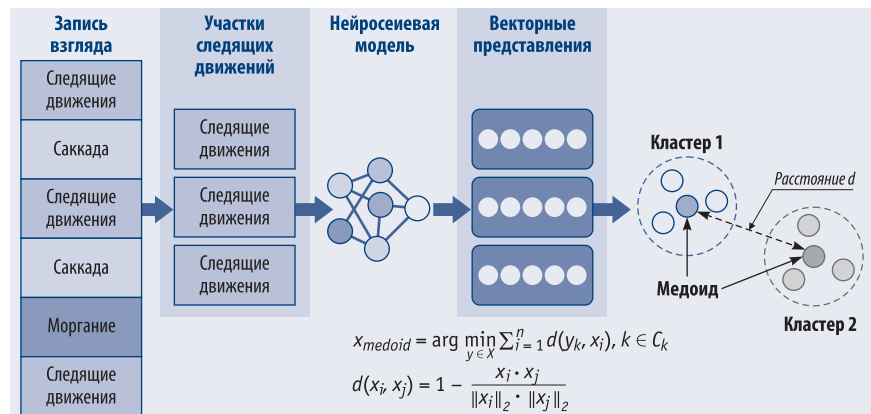 Запись
взгляда
Следящие
движения
Саккада
Следящие
движения
Саккада
Моргание
Следящие
движения
Участки
следящих
движений
Следящие
движения
Следящие
движения
Следящие
движения
Нейросиевая
модель
Векторные
представления
Кластер 1
Расстояние d
Медоид
Кластер 2
x_medoid = arg min_{y ∈ X} ∑_{i = 1}^{n} d(y_k, x_i), k ∈ C_k
d(x_i, x_j) = 1 − x_i · x_j / ‖x_i‖_2 · ‖x_j‖_2